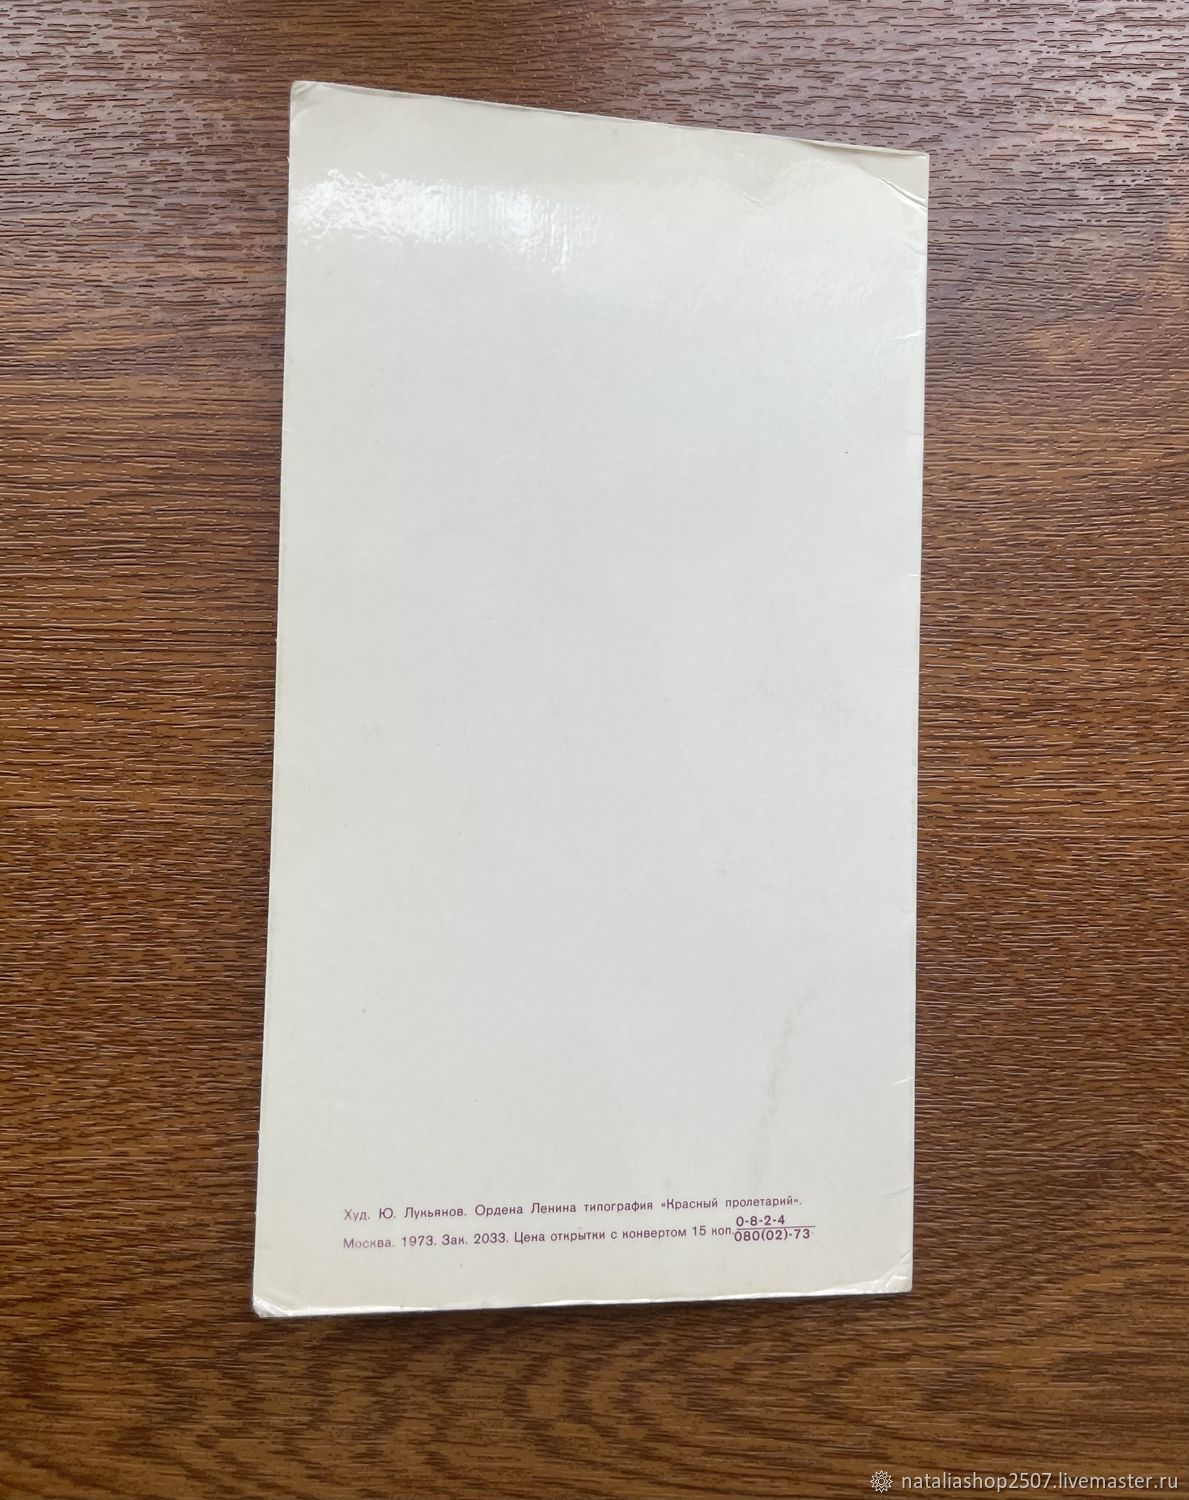 Худ. Ю. Лукьянов. Ордена Ленина типография «Красный пролетарий».
Москва. 1973. Зак. 2033. Цена открытки с конвертом 15 коп. 0-8-2-4
080(02)-73
nataliashop2507.livemaster.ru